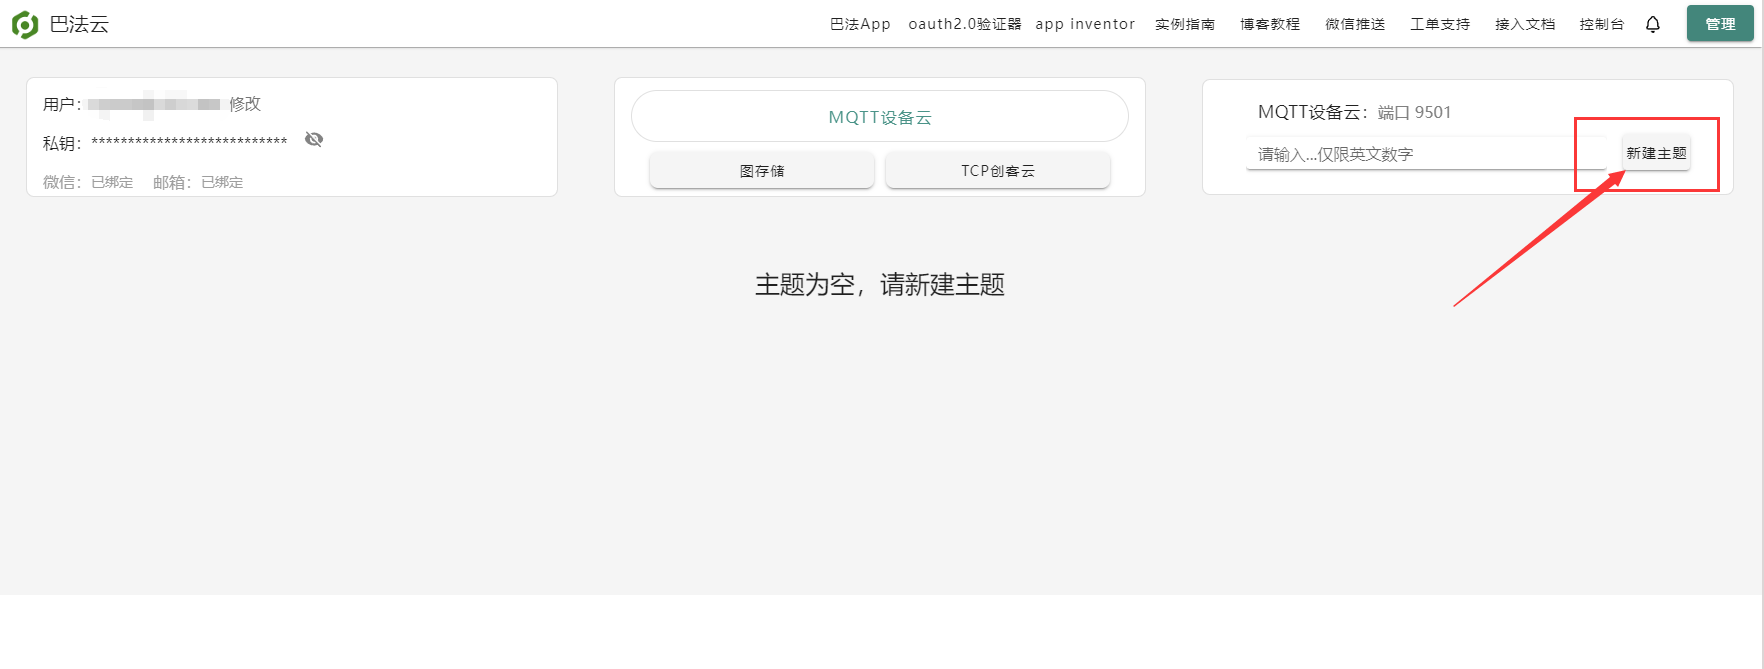 巴法云
巴法App oauth2.0验证器 app inventor 实例指南 博客教程 微信推送 工单支持 接入文档 控制台 管理
用户: 修改
私钥: ***************************
微信: 已绑定 邮箱: 已绑定
MQTT设备云
图存储 TCP创客云
MQTT设备云: 端口 9501
请输入...仅限英文数字 新建主题
主题为空，请新建主题